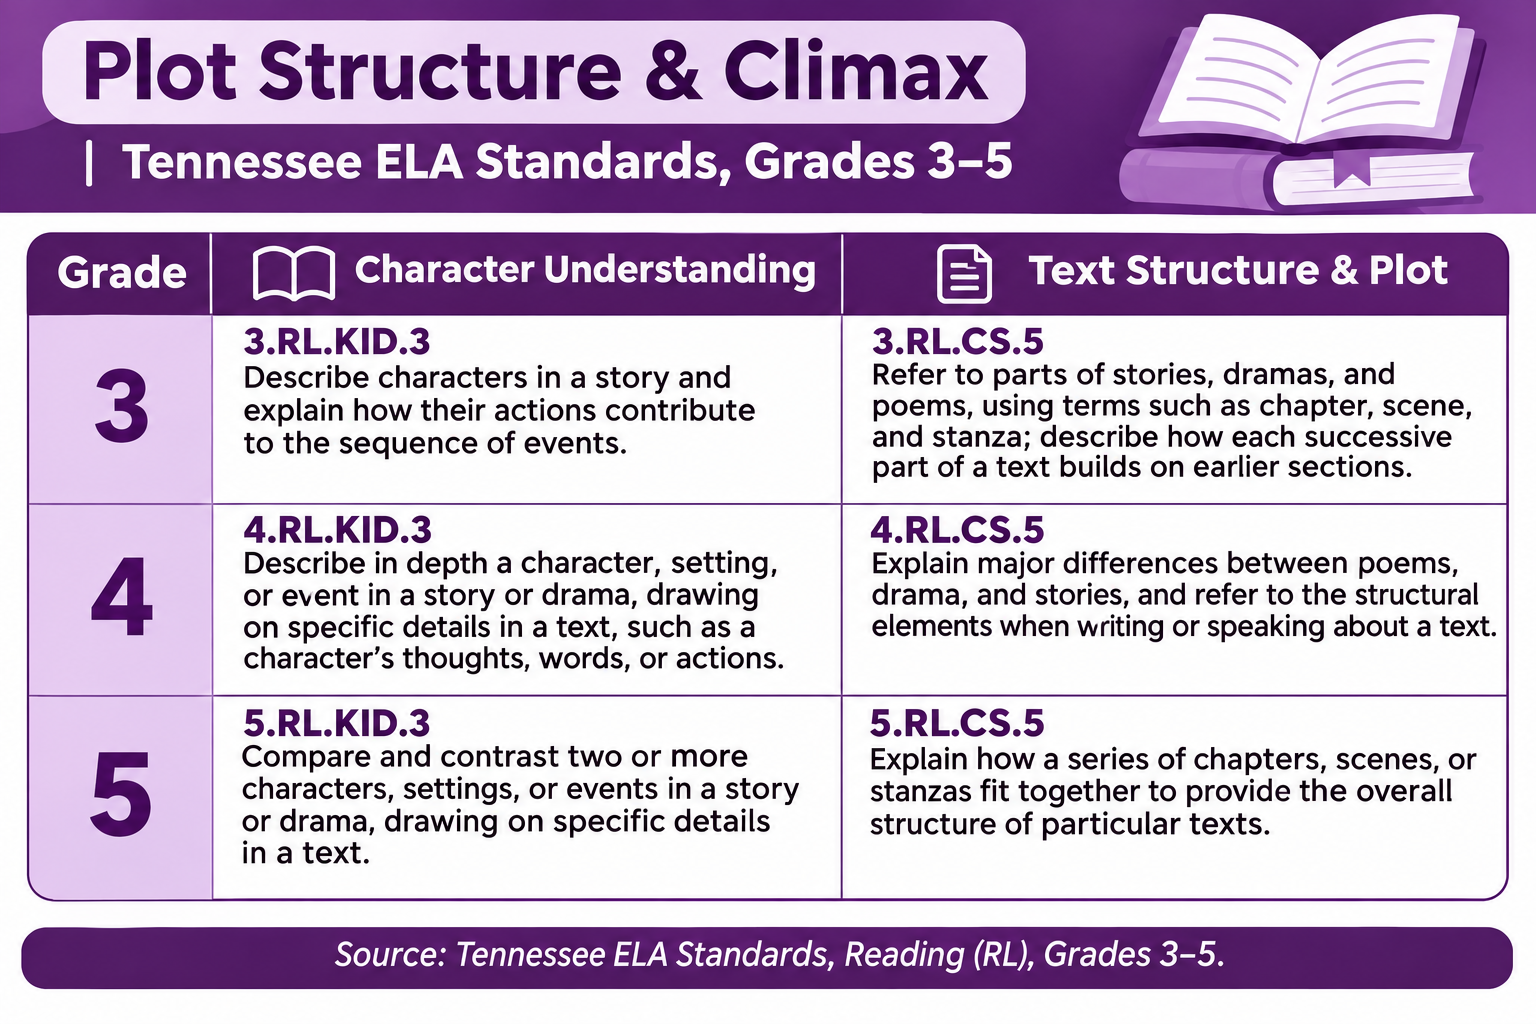 Plot Structure & Climax
| Tennessee ELA Standards, Grades 3–5
Grade
Character Understanding
Text Structure & Plot
3
3.RL.KID.3
Describe characters in a story and
explain how their actions contribute
to the sequence of events.
3.RL.CS.5
Refer to parts of stories, dramas, and
poems, using terms such as chapter, scene,
and stanza; describe how each successive
part of a text builds on earlier sections.
4
4.RL.KID.3
Describe in depth a character, setting,
or event in a story or drama, drawing
on specific details in a text, such as a
character’s thoughts, words, or actions.
4.RL.CS.5
Explain major differences between poems,
drama, and stories, and refer to the structural
elements when writing or speaking about a text.
5
5.RL.KID.3
Compare and contrast two or more
characters, settings, or events in a story
or drama, drawing on specific details
in a text.
5.RL.CS.5
Explain how a series of chapters, scenes, or
stanzas fit together to provide the overall
structure of particular texts.
Source: Tennessee ELA Standards, Reading (RL), Grades 3–5.